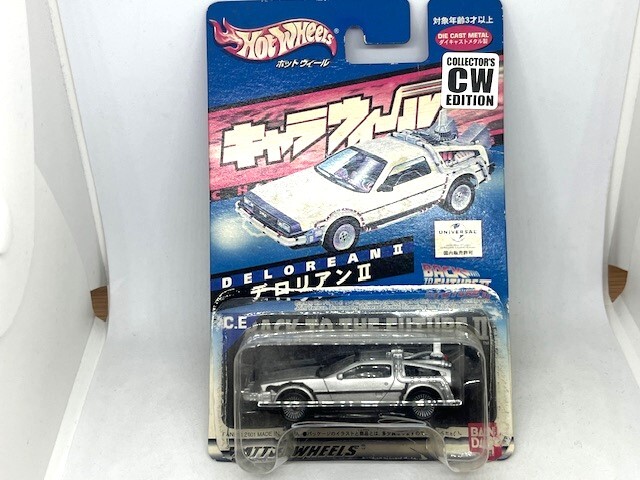 HOT WHEELS
ホットウィール
対象年齢3才以上
DIE CAST METAL
ダイキャストメタル製
COLLECTOR'S
CW
EDITION
キャラウィール
UNIVERSAL
DELOREAN II
デロリアンII
BACK TO THE FUTURE II
C.E.
BACK TO THE FUTURE II
WHEELS
BAN
DAI